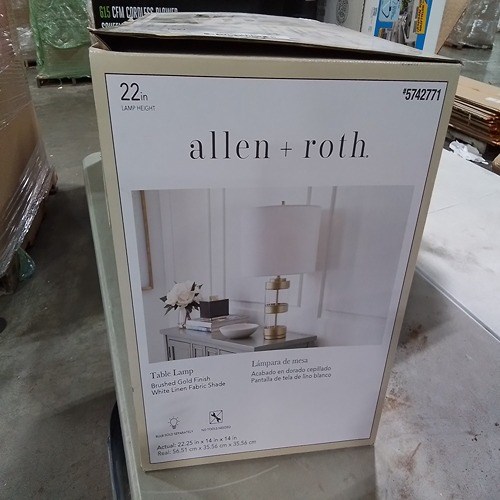 615 CFM CORDLESS BLOWER
22in
LAMP HEIGHT
#5742771
allen + roth.
Table Lamp
Brushed Gold Finish
White Linen Fabric Shade
Lámpara de mesa
Acabado en dorado cepillado
Pantalla de tela de lino blanco
Actual: 22.25 in x 14 in x 14 in
Real: 56.51 cm x 35.56 cm x 35.56 cm